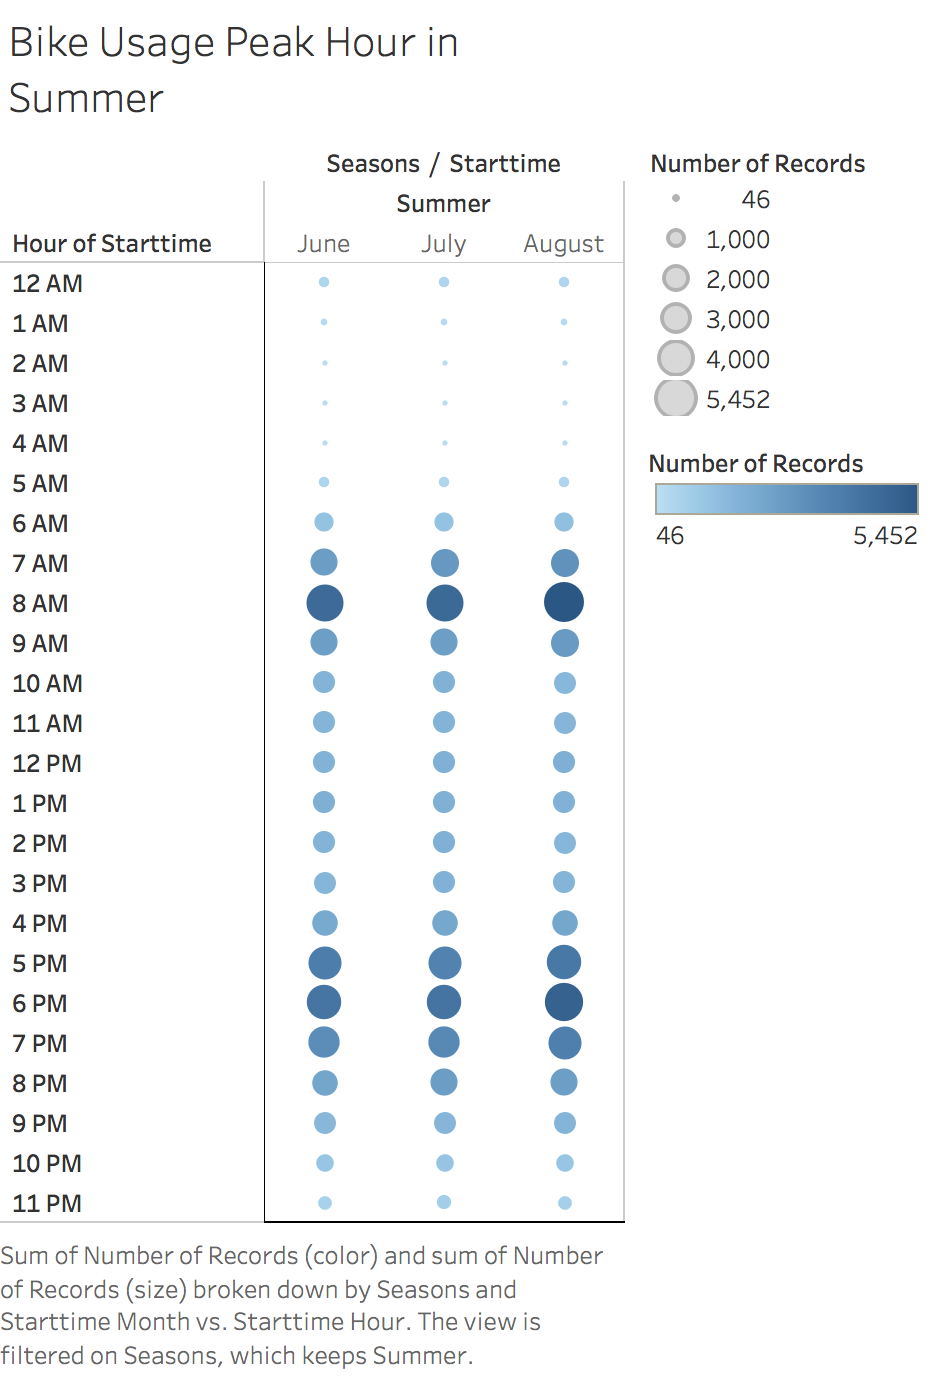 Bike Usage Peak Hour in
Summer
Seasons / Starttime
Summer
Hour of Starttime June July August
12 AM
1 AM
2 AM
3 AM
4 AM
5 AM
6 AM
7 AM
8 AM
9 AM
10 AM
11 AM
12 PM
1 PM
2 PM
3 PM
4 PM
5 PM
6 PM
7 PM
8 PM
9 PM
10 PM
11 PM
Number of Records
46
1,000
2,000
3,000
4,000
5,452
Number of Records
46 5,452
Sum of Number of Records (color) and sum of Number
of Records (size) broken down by Seasons and
Starttime Month vs. Starttime Hour. The view is
filtered on Seasons, which keeps Summer.